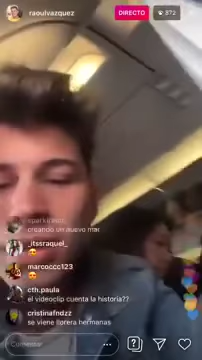 raoulvazquez
DIRECTO
372
creando un nuevo mar
_itssraquel_
😍
marcoccc123
😍
cth.paula
el videoclip cuenta la historia??
cristinafndzz
se viene llorera hermanas
Comentar